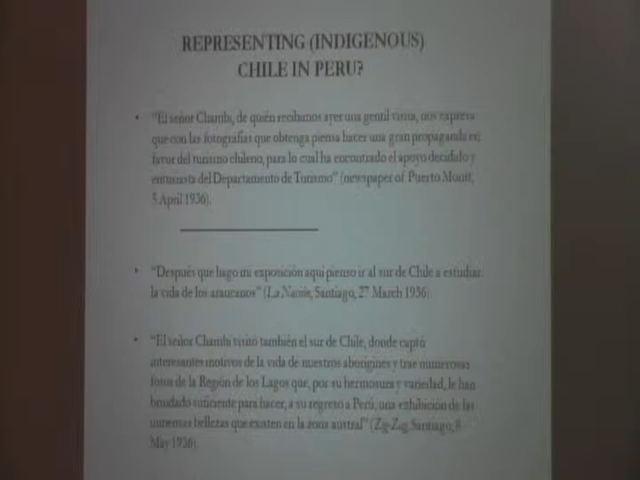 REPRESENTING (INDIGENOUS)
CHILE IN PERU?
• "El señor Chambi, de quién recibimos ayer una gentil visita, nos expresa
que con las fotografías que obtenga piensa hacer una gran propaganda en
favor del turismo chileno, para lo cual ha encontrado el apoyo decidido y
entusiasta del Departamento de Turismo" (newspaper of Puerto Montt,
5 April 1936).
• "Después que hago mi exposición aquí pienso ir al sur de Chile a estudiar
la vida de los araucanos" (La Nación, Santiago, 27 March 1936)
• "El señor Chambi visitó también el sur de Chile, donde captó
interesantes motivos de la vida de nuestros aborígenes y trae numerosas
fotos de la Región de los Lagos que, por su hermosura y variedad, le han
bondado suficiente para hacer, a su regreso a Perú, una exhibición de las
inmensas bellezas que existen en la zona austral" (Zig-Zag, Santiago, 8
May 1936)